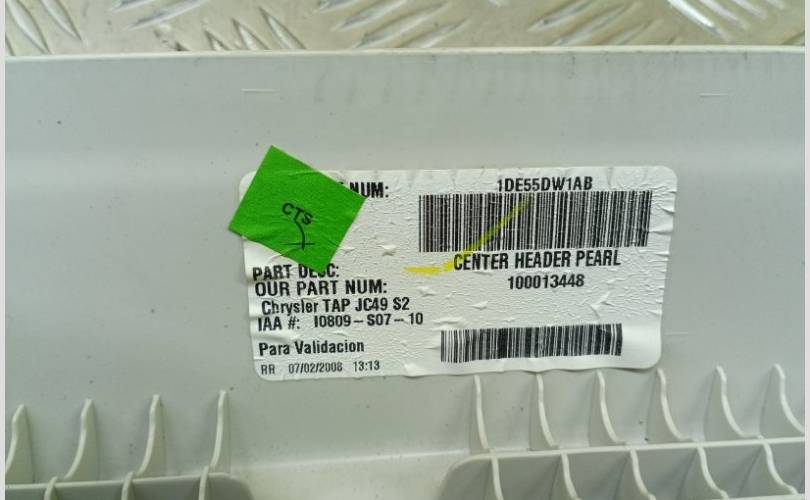 CTS
NUM: 1DE55DW1AB
PART DESC: CENTER HEADER PEARL
OUR PART NUM: 100013448
Chrysler TAP JC49 S2
IAA #: I0809-S07-10
Para Validacion
RR 07/02/2008 13:13